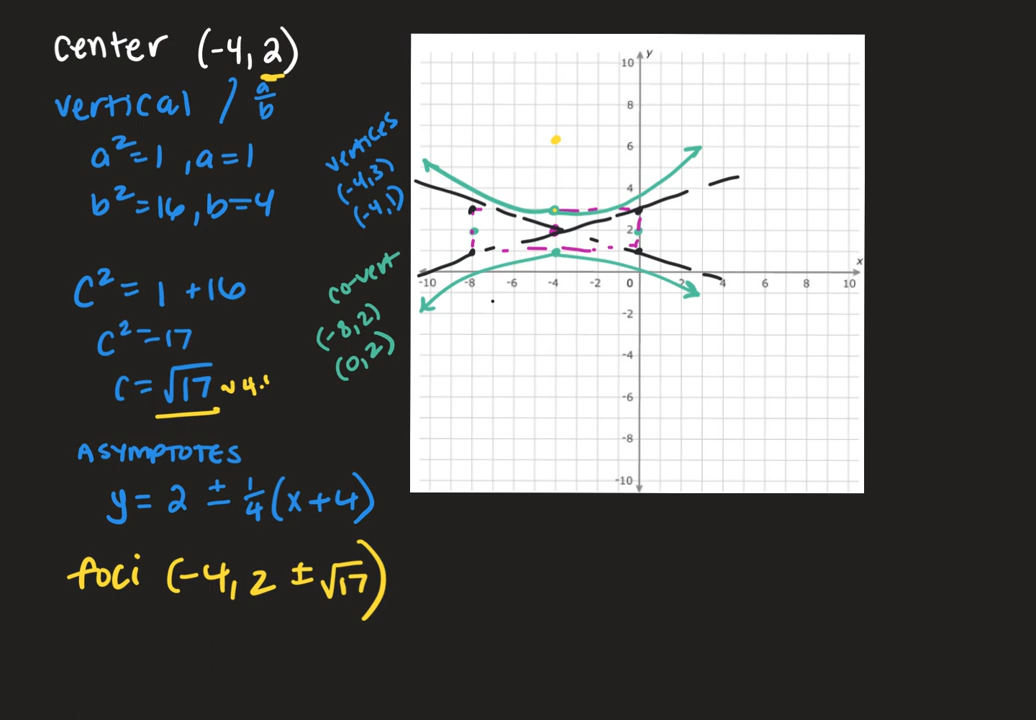 center (-4, 2)
vertical / a/b
a²=1, a=1
b²=16, b=4
vertices
(-4,3)
(-4,1)
c² = 1 + 16
c² = 17
c = √17 ~ 4.1
covert
(-8,2)
(0,2)
ASYMPTOTES
y = 2 ± 1/4 (x+4)
foci (-4, 2 ± √17)
y
10
8
6
4
2
x
-10 -8 -6 -4 -2 0 2 4 6 8 10
-2
-4
-6
-8
-10